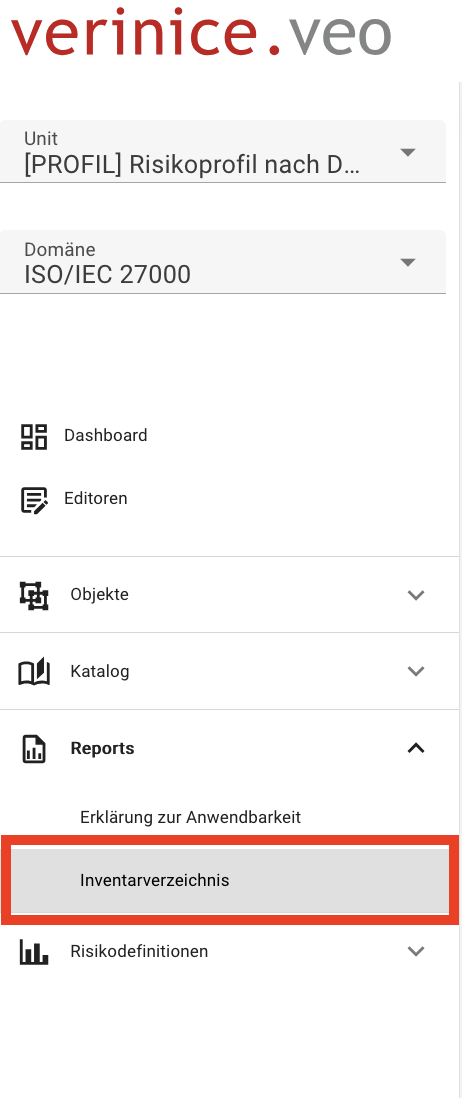 verinice.veo
Unit
[PROFIL] Risikoprofil nach D...
Domäne
ISO/IEC 27000
Dashboard
Editoren
Objekte
Katalog
Reports
Erklärung zur Anwendbarkeit
Inventarverzeichnis
Risikodefinitionen